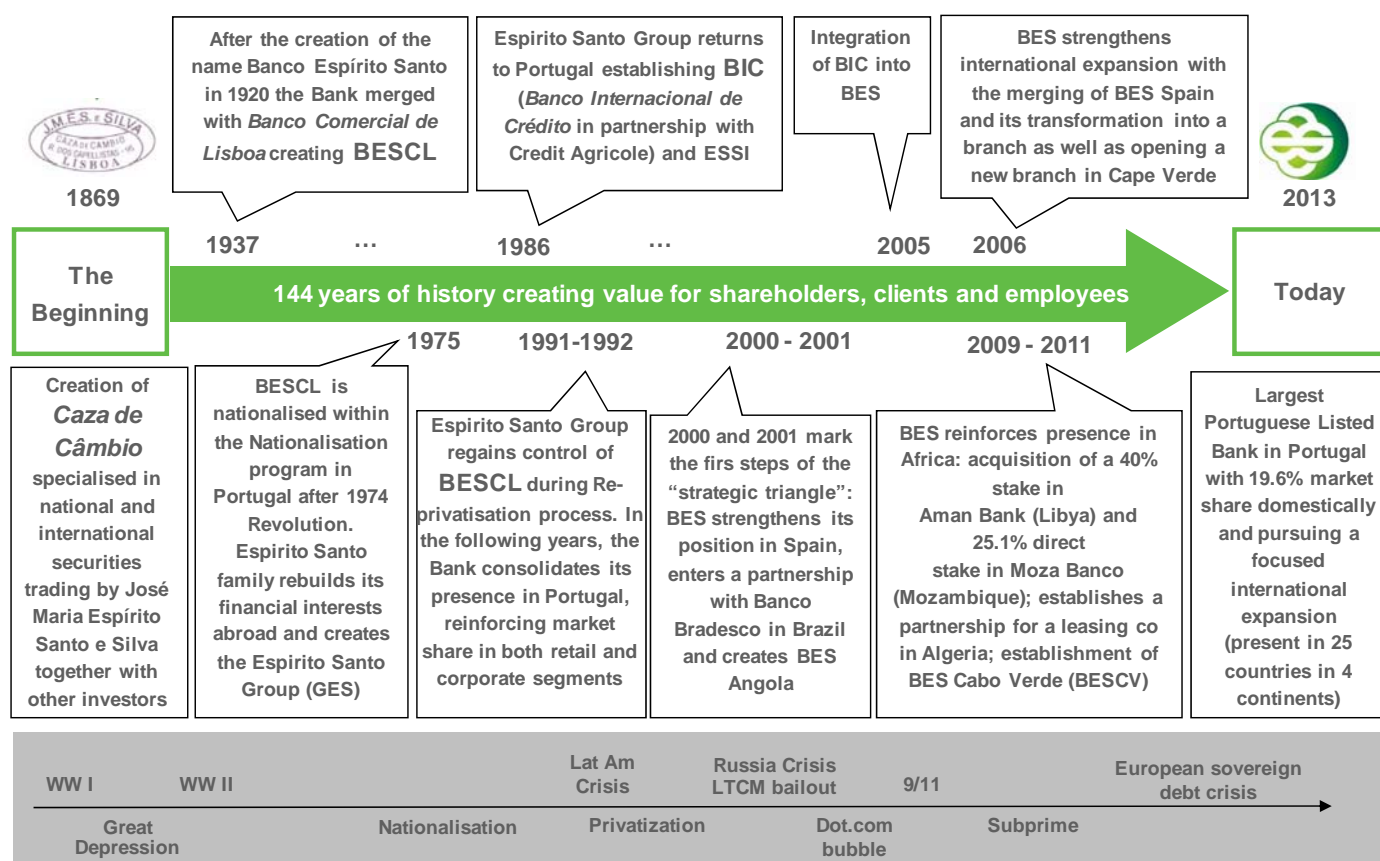 After the creation of the
name Banco Espírito Santo
in 1920 the Bank merged
with Banco Comercial de
Lisboa creating BESCL
Espirito Santo Group returns
to Portugal establishing BIC
(Banco Internacional de
Crédito in partnership with
Credit Agricole) and ESSI
Integration
of BIC into
BES
BES strengthens
international expansion with
the merging of BES Spain
and its transformation into a
branch as well as opening a
new branch in Cape Verde
J.M.E.S. e SILVA
CAZA DE CAMBIO
R. DOS CAPELLISTAS
LISBOA
1869
2013
1937
...
1986
...
2005
2006
The
Beginning
144 years of history creating value for shareholders, clients and employees
Today
1975
1991-1992
2000 - 2001
2009 - 2011
Creation of
Caza de
Câmbio
specialised in
national and
international
securities
trading by José
Maria Espírito
Santo e Silva
together with
other investors
BESCL is
nationalised within
the Nationalisation
program in
Portugal after 1974
Revolution.
Espirito Santo
family rebuilds its
financial interests
abroad and creates
the Espirito Santo
Group (GES)
Espirito Santo Group
regains control of
BESCL during Re-
privatisation process. In
the following years, the
Bank consolidates its
presence in Portugal,
reinforcing market
share in both retail and
corporate segments
2000 and 2001 mark
the firs steps of the
“strategic triangle”:
BES strengthens its
position in Spain,
enters a partnership
with Banco
Bradesco in Brazil
and creates BES
Angola
BES reinforces presence in
Africa: acquisition of a 40%
stake in
Aman Bank (Libya) and
25.1% direct
stake in Moza Banco
(Mozambique); establishes a
partnership for a leasing co
in Algeria; establishment of
BES Cabo Verde (BESCV)
Largest
Portuguese Listed
Bank in Portugal
with 19.6% market
share domestically
and pursuing a
focused
international
expansion
(present in 25
countries in 4
continents)
WW I
WW II
Lat Am
Crisis
Russia Crisis
LTCM bailout
9/11
European sovereign
debt crisis
Great
Depression
Nationalisation
Privatization
Dot.com
bubble
Subprime